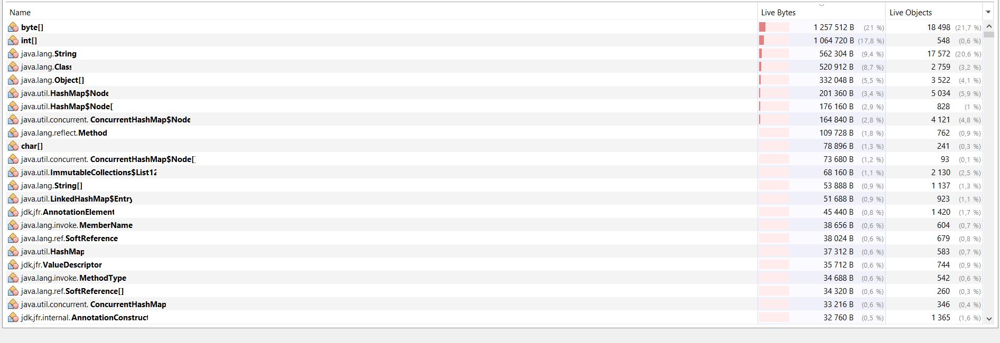 Name Live Bytes Live Objects
byte[] 1 257 512 B (21 %) 18 498 (21,7 %)
int[] 1 064 720 B (17,8 %) 548 (0,6 %)
java.lang.String 562 304 B (9,4 %) 17 572 (20,6 %)
java.lang.Class 520 912 B (8,7 %) 2 759 (3,2 %)
java.lang.Object[] 332 048 B (5,5 %) 3 522 (4,1 %)
java.util.HashMap$Node 201 360 B (3,4 %) 5 034 (5,9 %)
java.util.HashMap$Node[ 176 160 B (2,9 %) 828 (1 %)
java.util.concurrent. ConcurrentHashMap$Node 164 840 B (2,8 %) 4 121 (4,8 %)
java.lang.reflect.Method 109 728 B (1,8 %) 762 (0,9 %)
char[] 78 896 B (1,3 %) 241 (0,3 %)
java.util.concurrent. ConcurrentHashMap$Node[] 73 680 B (1,2 %) 93 (0,1 %)
java.util.ImmutableCollections$List12 68 160 B (1,1 %) 2 130 (2,5 %)
java.lang.String[] 53 888 B (0,9 %) 1 137 (1,3 %)
java.util.LinkedHashMap$Entry 51 688 B (0,9 %) 923 (1,1 %)
jdk.jfr.AnnotationElement 45 440 B (0,8 %) 1 420 (1,7 %)
java.lang.invoke.MemberName 38 656 B (0,6 %) 604 (0,7 %)
java.lang.ref.SoftReference 38 024 B (0,6 %) 679 (0,8 %)
java.util.HashMap 37 312 B (0,6 %) 583 (0,7 %)
jdk.jfr.ValueDescriptor 35 712 B (0,6 %) 744 (0,9 %)
java.lang.invoke.MethodType 34 688 B (0,6 %) 542 (0,6 %)
java.lang.ref.SoftReference[] 34 320 B (0,6 %) 260 (0,3 %)
java.util.concurrent. ConcurrentHashMap 33 216 B (0,6 %) 346 (0,4 %)
jdk.jfr.internal.AnnotationConstruct 32 760 B (0,5 %) 1 365 (1,6 %)